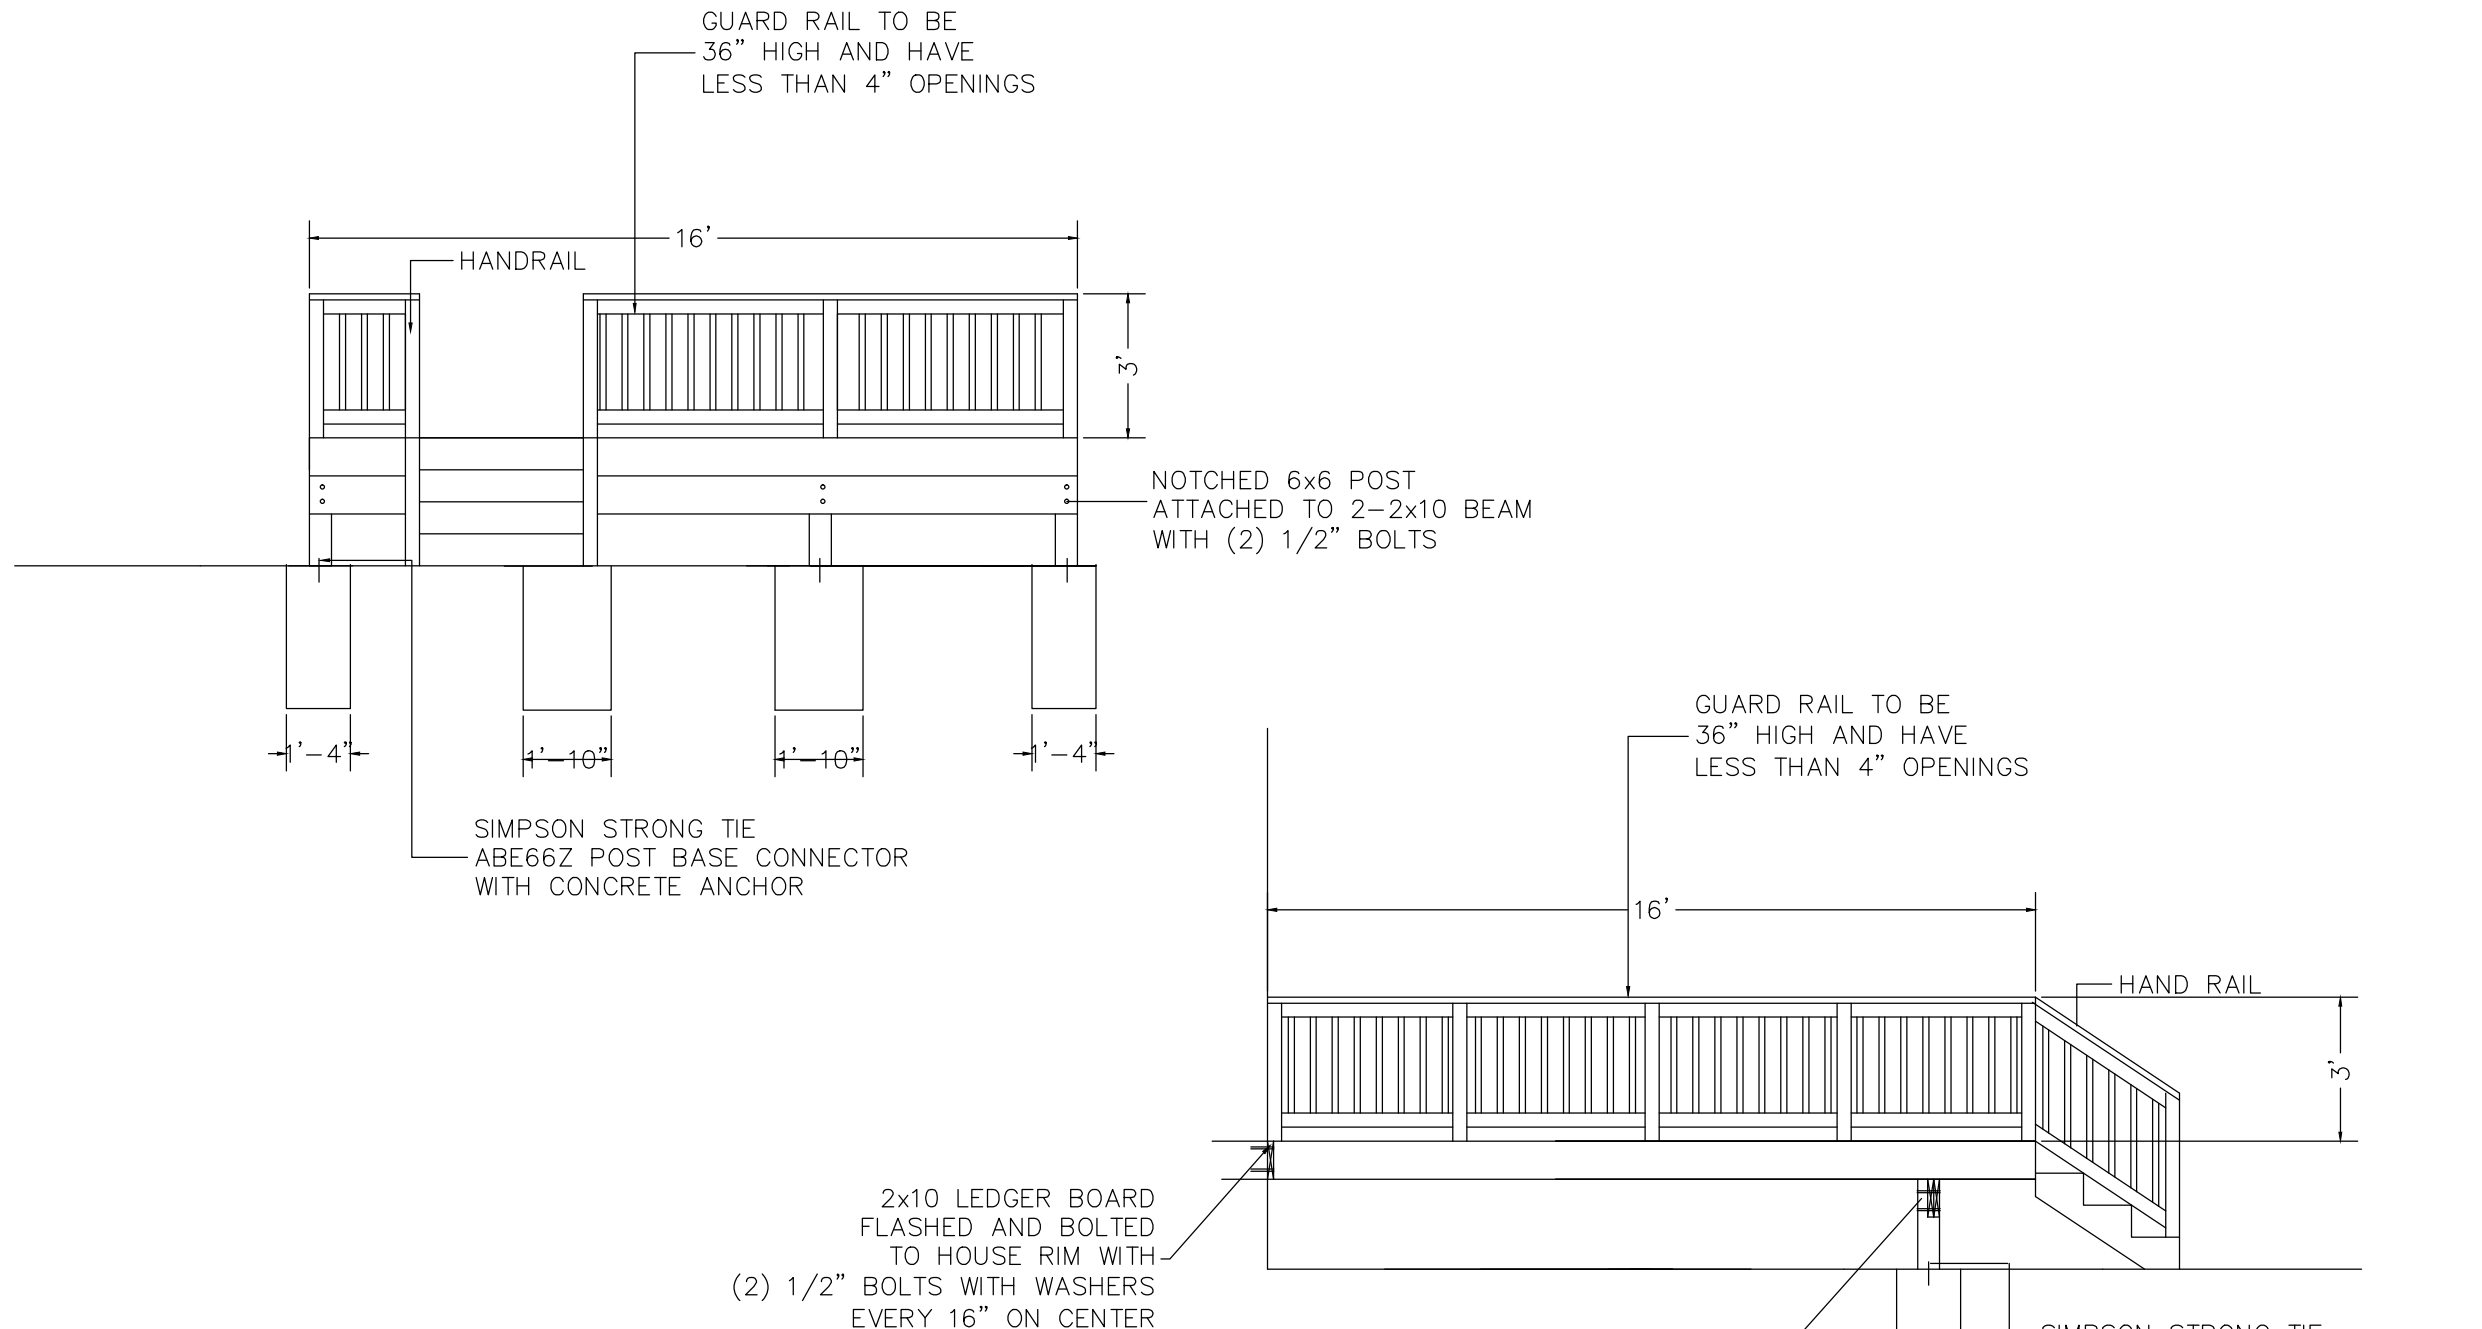 GUARD RAIL TO BE
36" HIGH AND HAVE
LESS THAN 4" OPENINGS
16'
HANDRAIL
3'
NOTCHED 6x6 POST
ATTACHED TO 2-2x10 BEAM
WITH (2) 1/2" BOLTS
1'-4"
1'-10"
1'-10"
1'-4"
SIMPSON STRONG TIE
ABE66Z POST BASE CONNECTOR
WITH CONCRETE ANCHOR
GUARD RAIL TO BE
36" HIGH AND HAVE
LESS THAN 4" OPENINGS
16'
HAND RAIL
3'
2x10 LEDGER BOARD
FLASHED AND BOLTED
TO HOUSE RIM WITH
(2) 1/2" BOLTS WITH WASHERS
EVERY 16" ON CENTER
SIMPSON STRONG TIE